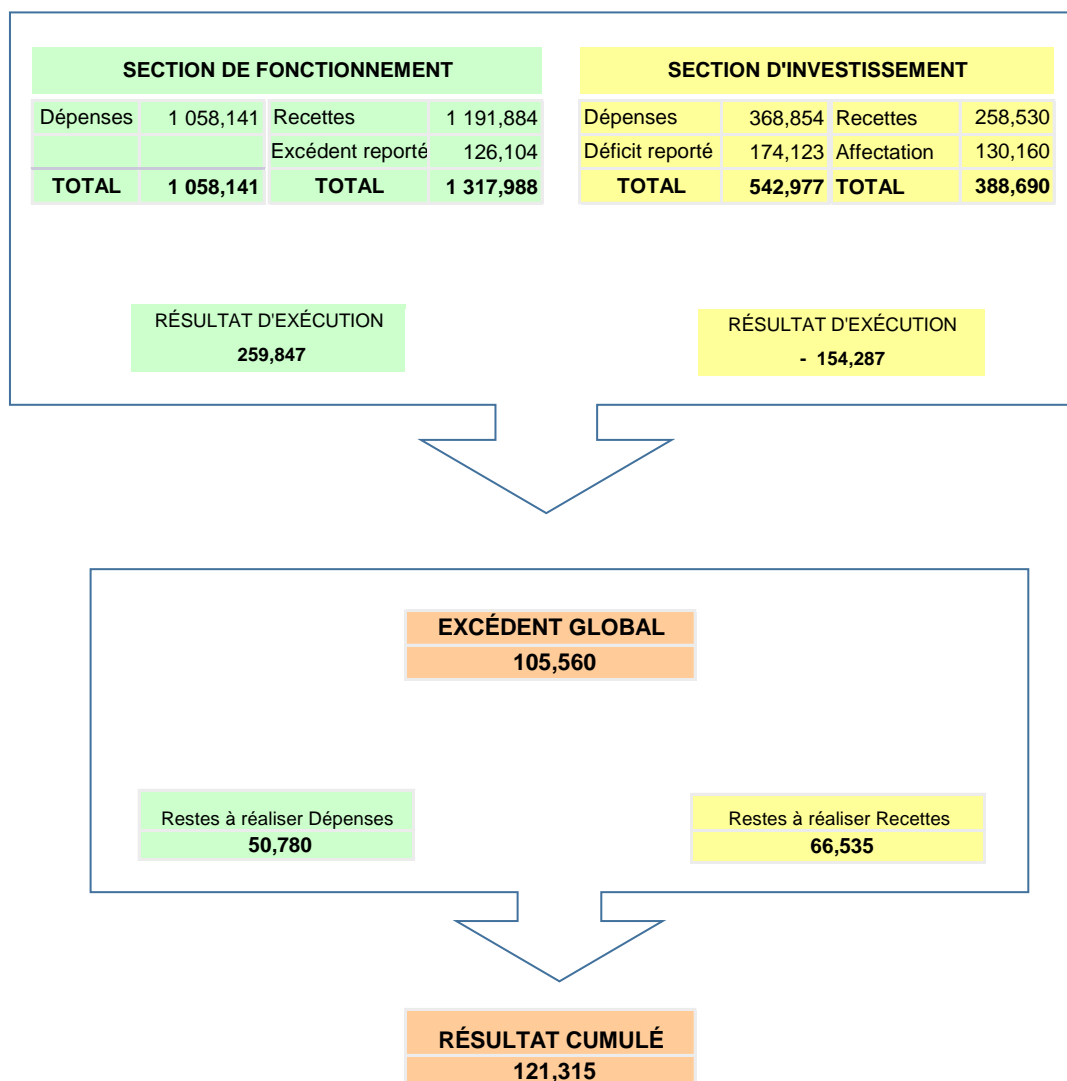 SECTION DE FONCTIONNEMENT
Dépenses 1 058,141 Recettes 1 191,884
Excédent reporté 126,104
TOTAL 1 058,141 TOTAL 1 317,988
SECTION D'INVESTISSEMENT
Dépenses 368,854 Recettes 258,530
Déficit reporté 174,123 Affectation 130,160
TOTAL 542,977 TOTAL 388,690
RÉSULTAT D'EXÉCUTION
259,847
RÉSULTAT D'EXÉCUTION
- 154,287
EXCÉDENT GLOBAL
105,560
Restes à réaliser Dépenses
50,780
Restes à réaliser Recettes
66,535
RÉSULTAT CUMULÉ
121,315